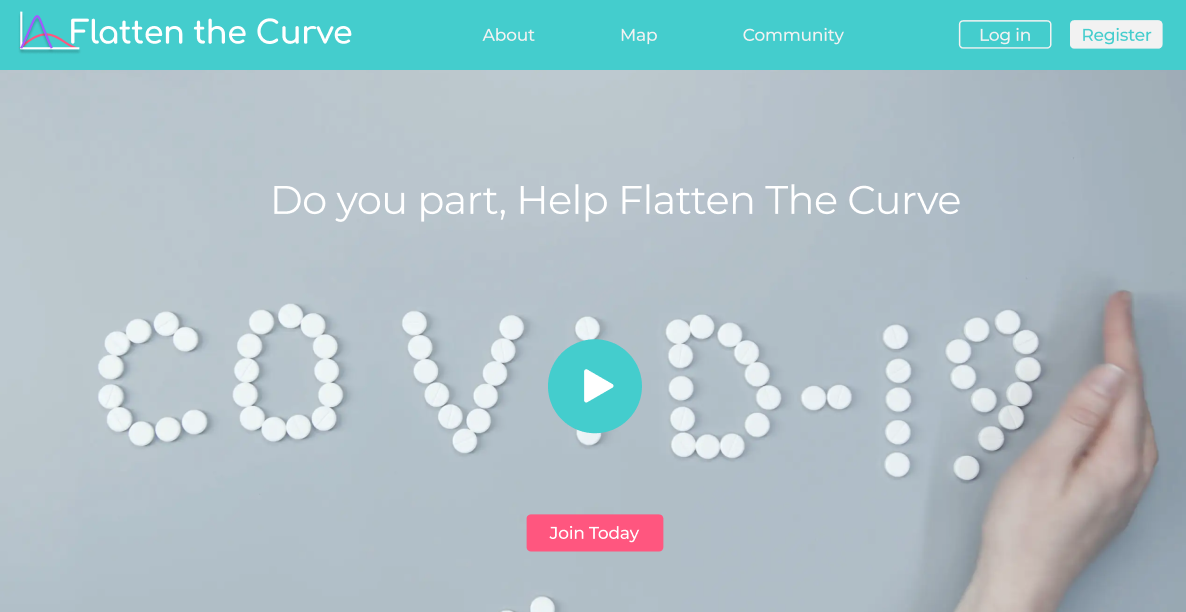 Flatten the Curve
About
Map
Community
Log in
Register
Do you part, Help Flatten The Curve
COVID-19
Join Today